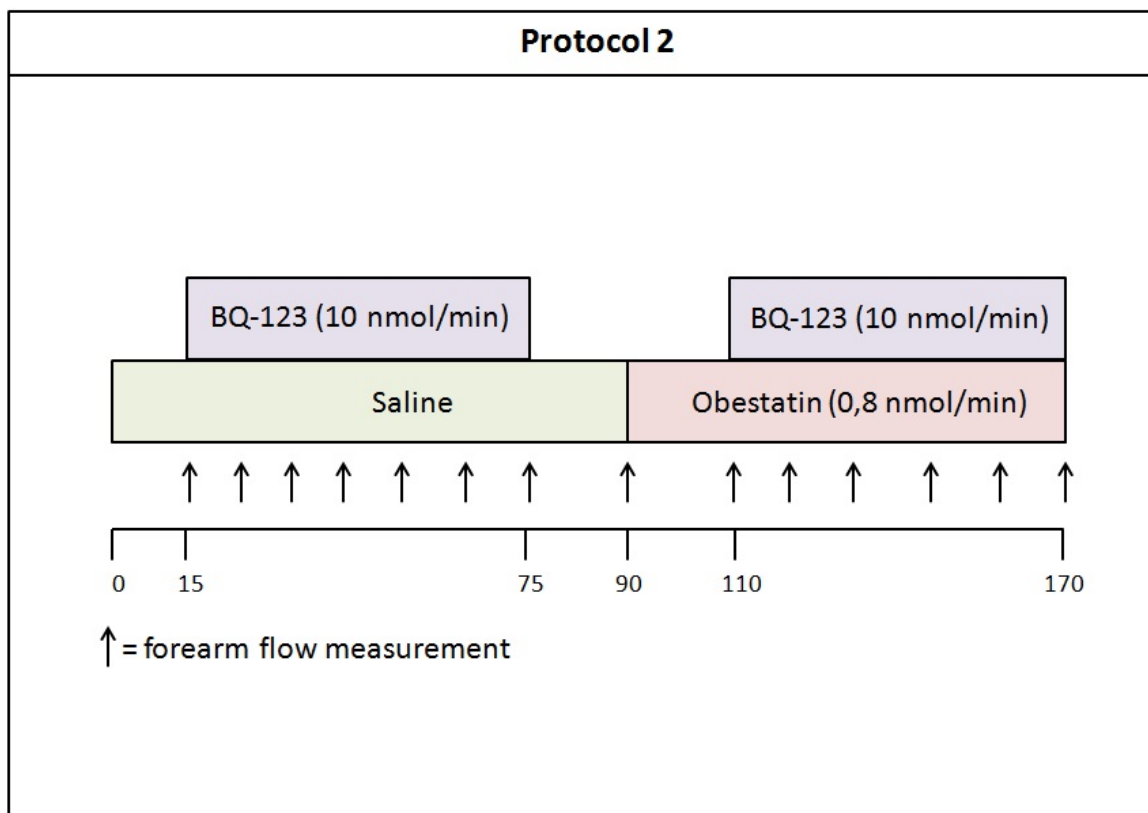 Protocol 2
BQ-123 (10 nmol/min) BQ-123 (10 nmol/min)
Saline Obestatin (0,8 nmol/min)
0 15 75 90 110 170
= forearm flow measurement